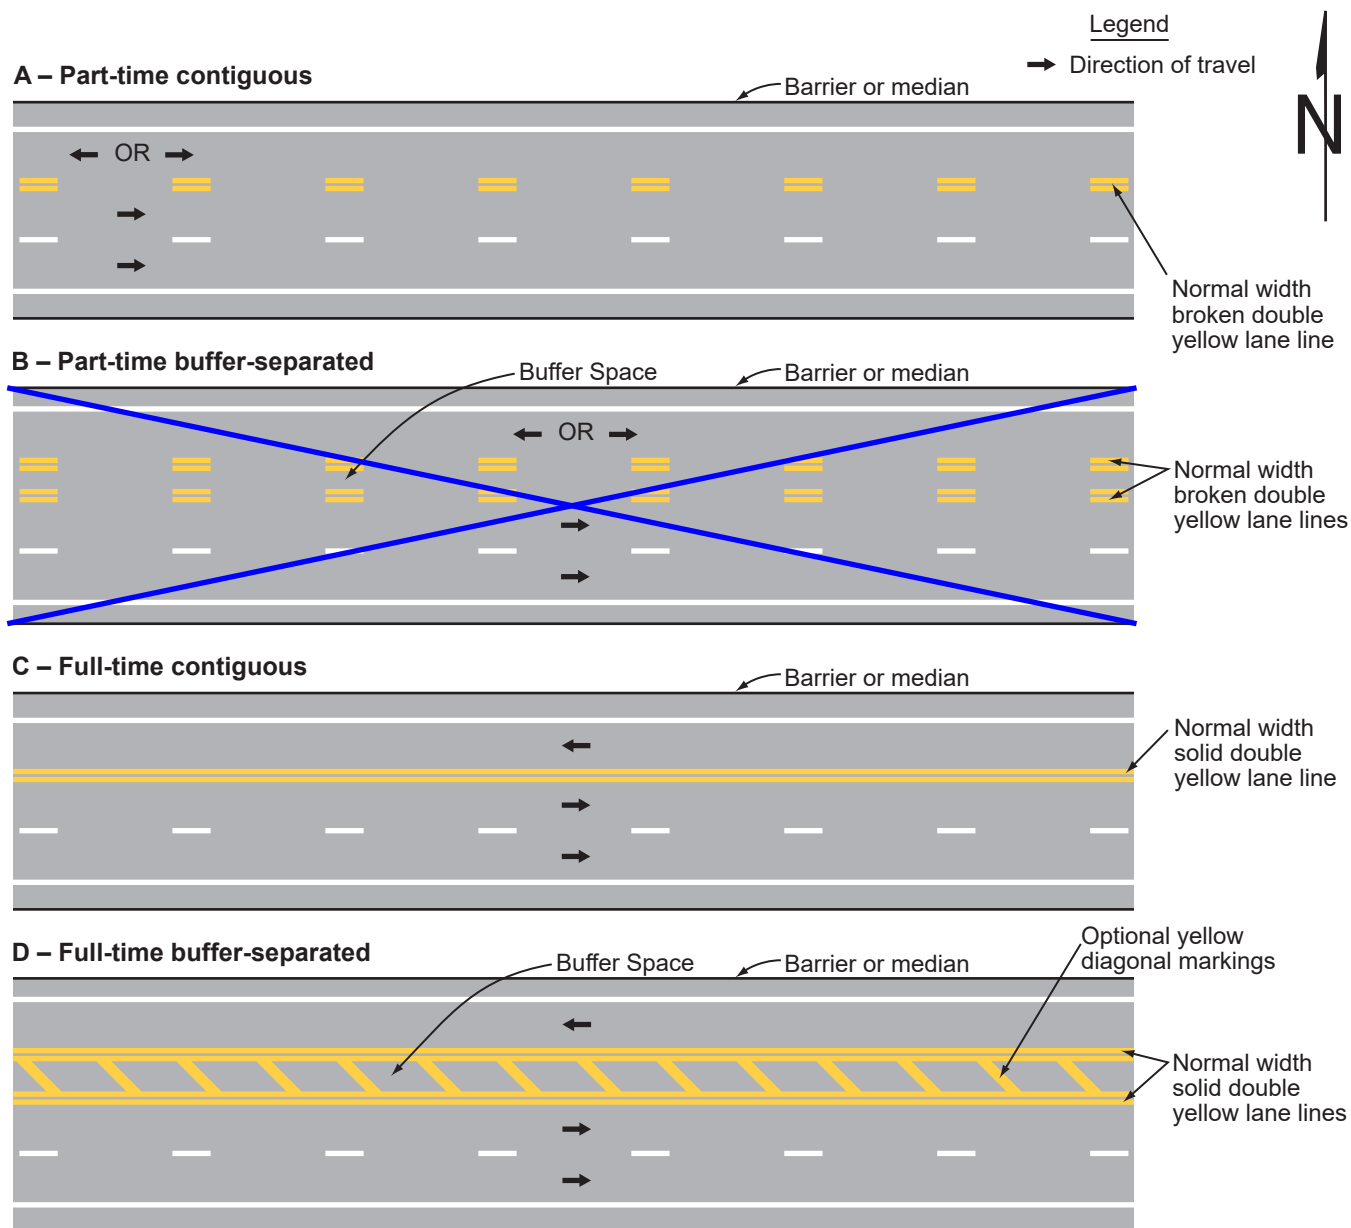 Legend
Direction of travel
N
A – Part-time contiguous
Barrier or median
OR
Normal width
broken double
yellow lane line
B – Part-time buffer-separated
Buffer Space
Barrier or median
OR
Normal width
broken double
yellow lane lines
C – Full-time contiguous
Barrier or median
Normal width
solid double
yellow lane line
D – Full-time buffer-separated
Buffer Space
Barrier or median
Optional yellow
diagonal markings
Normal width
solid double
yellow lane lines